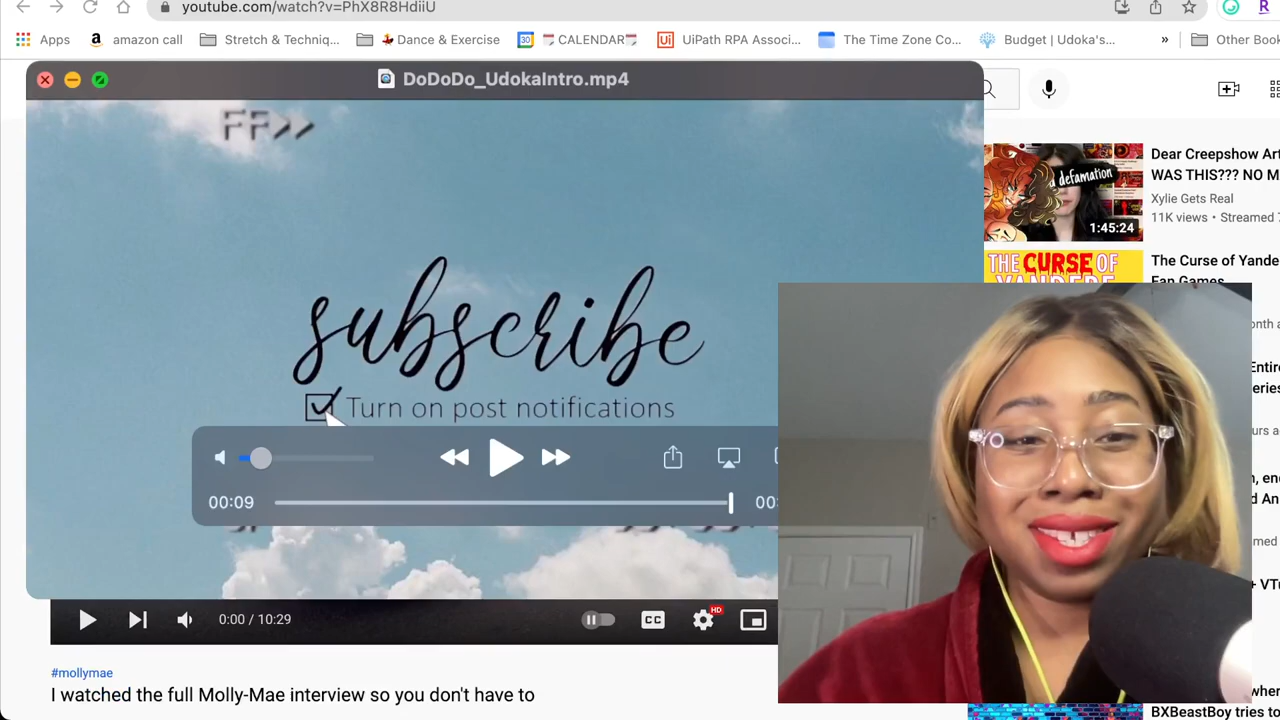 youtube.com/watch?v=PhX8R8HdiiU
Apps
amazon call
Stretch & Techniq...
Dance & Exercise
CALENDAR
UiPath RPA Associ...
The Time Zone Co...
Budget | Udoka's...
»
Other Book
DoDoDo_UdokaIntro.mp4
FF>>
subscribe
Turn on post notifications
00:09
00:
0:00 / 10:29
CC
HD
#mollymae
I watched the full Molly-Mae interview so you don't have to
defamation
1:45:24
Dear Creepshow Art
WAS THIS??? NO M
Xylie Gets Real
11K views • Streamed 7
THE CURSE OF
YANDERE
The Curse of Yande
Fan Games
BXBeastBoy tries to